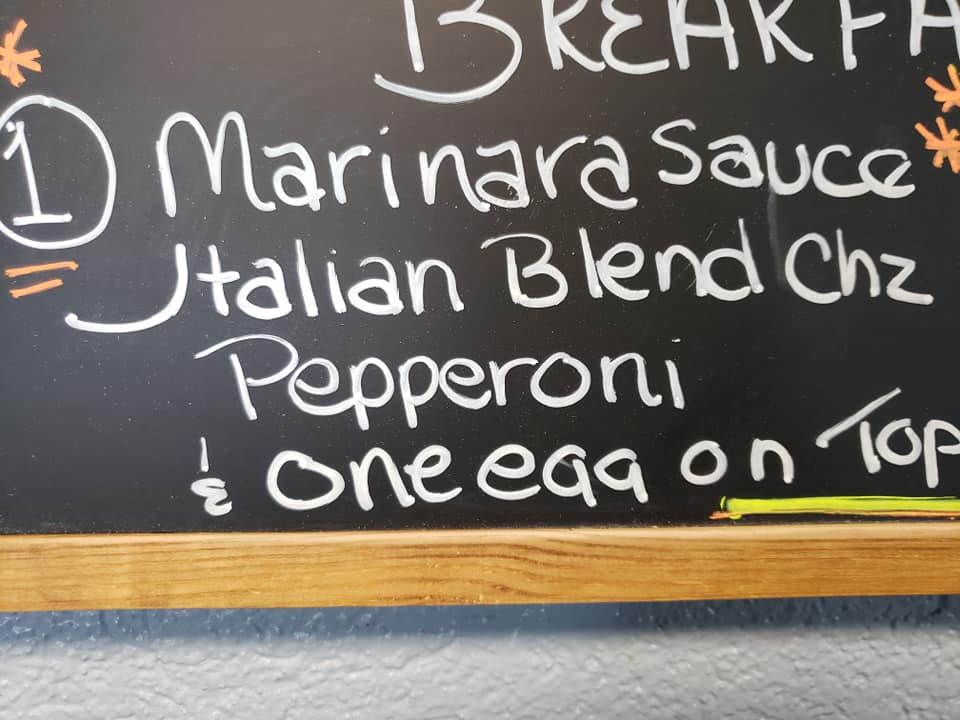 BREAKFA
1 Marinara Sauce
Italian Blend Chz
Pepperoni
& one egg on Top